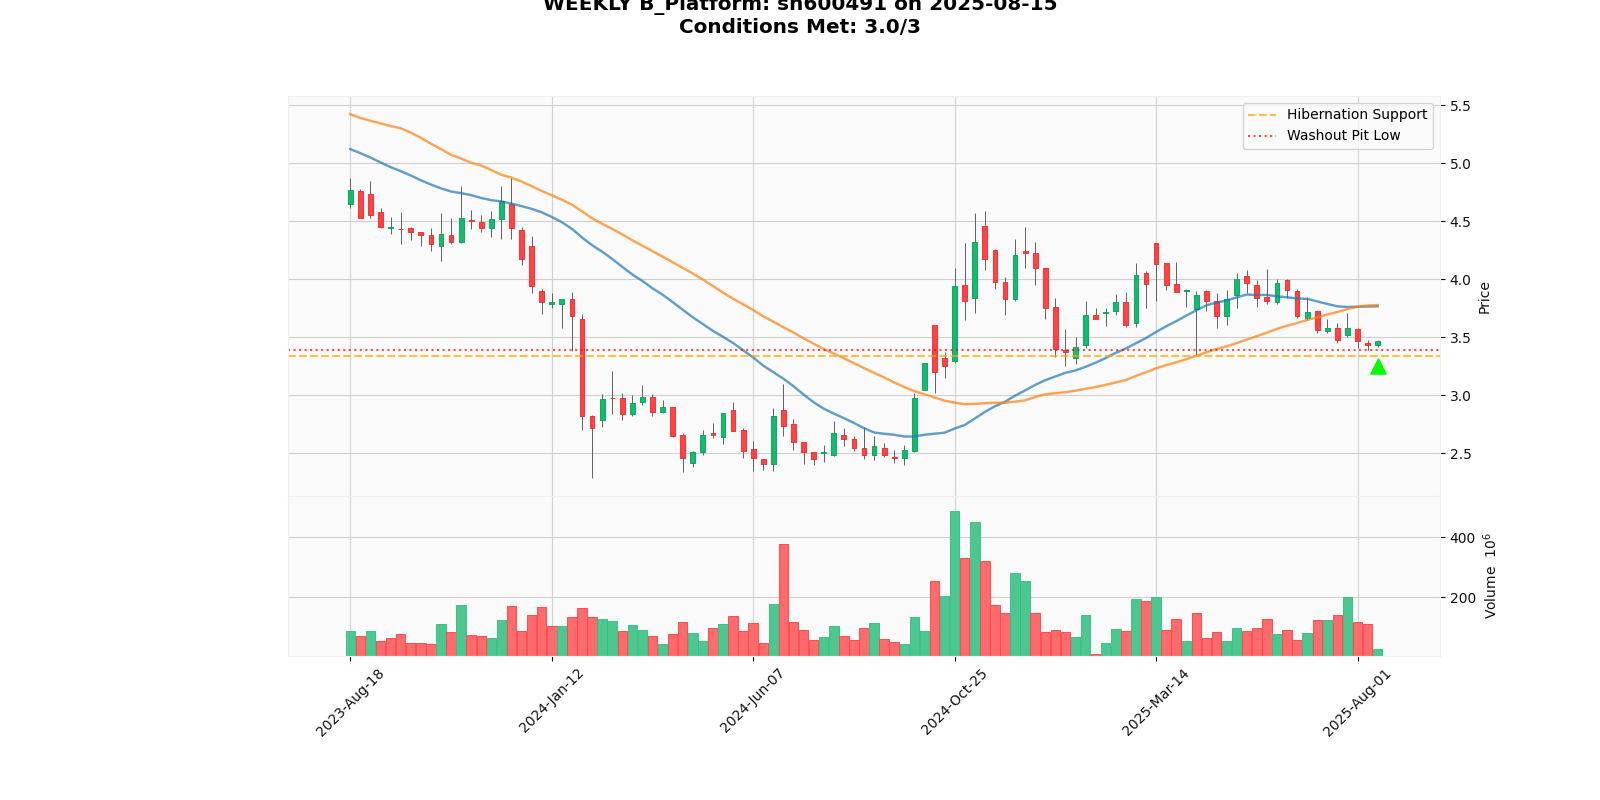 WEEKLY B_Platform: sh600491 on 2025-08-15
Conditions Met: 3.0/3
Hibernation Support
Washout Pit Low
5.5
5.0
4.5
4.0
3.5
3.0
2.5
Price
400
200
Volume 10⁶
2023-Aug-18
2024-Jan-12
2024-Jun-07
2024-Oct-25
2025-Mar-14
2025-Aug-01